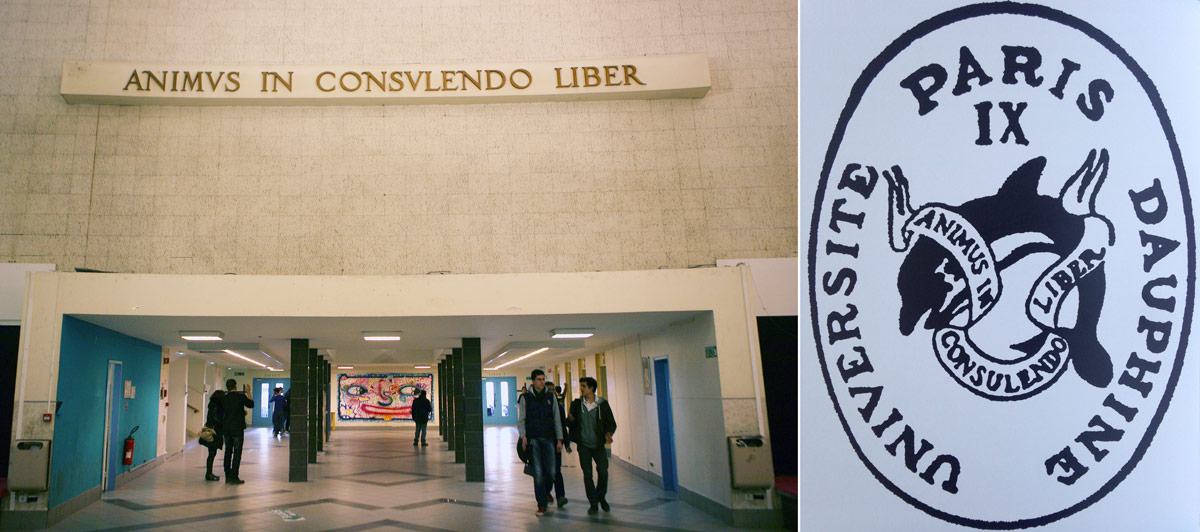 ANIMVS IN CONSVLENDO LIBER
PARIS
IX
UNIVERSITE
DAUPHINE
ANIMUS IN
CONSULENDO
LIBER